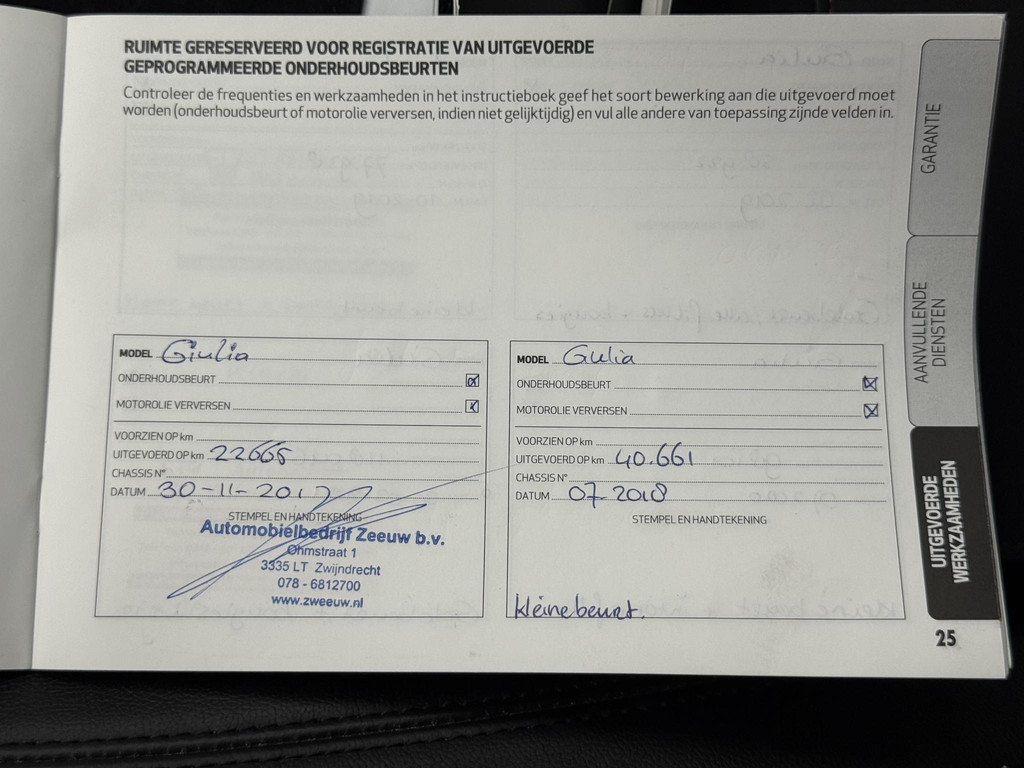 RUIMTE GERESERVEERD VOOR REGISTRATIE VAN UITGEVOERDE
GEPROGRAMMEERDE ONDERHOUDSBEURTEN
Controleer de frequenties en werkzaamheden in het instructieboek geef het soort bewerking aan die uitgevoerd moet
worden (onderhoudsbeurt of motorolie verversen, indien niet gelijktijdig) en vul alle andere van toepassing zijnde velden in.
MODEL Giulia
ONDERHOUDSBEURT
MOTOROLIE VERVERSEN
VOORZIEN OP km
UITGEVOERD OP km 22665
CHASSIS N°
DATUM 30-11-2017
STEMPEL EN HANDTEKENING
Automobielbedrijf Zeeuw b.v.
Ohmstraat 1
3335 LT Zwijndrecht
078 - 6812700
www.zweeuw.nl
MODEL Giulia
ONDERHOUDSBEURT
MOTOROLIE VERVERSEN
VOORZIEN OP km
UITGEVOERD OP km 40.661
CHASSIS N°
DATUM 07-2018
STEMPEL EN HANDTEKENING
kleine beurt.
GARANTIE
AANVULLENDE
DIENSTEN
UITGEVOERDE
WERKZAAMHEDEN
25